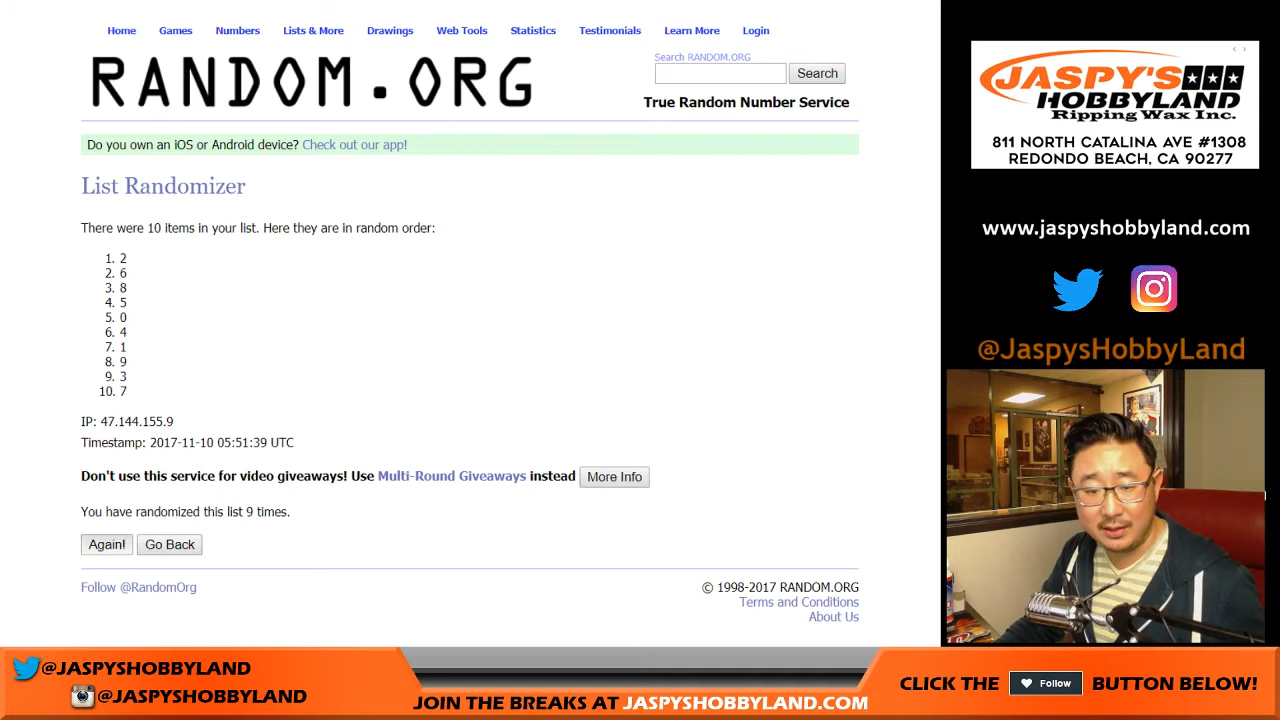 Home Games Numbers Lists & More Drawings Web Tools Statistics Testimonials Learn More Login
RANDOM.ORG
Search RANDOM.ORG
Search
True Random Number Service
Do you own an iOS or Android device? Check out our app!
List Randomizer
There were 10 items in your list. Here they are in random order:
1. 2
2. 6
3. 8
4. 5
5. 0
6. 4
7. 1
8. 9
9. 3
10. 7
IP: 47.144.155.9
Timestamp: 2017-11-10 05:51:39 UTC
Don't use this service for video giveaways! Use Multi-Round Giveaways instead More Info
You have randomized this list 9 times.
Again! Go Back
Follow @RandomOrg
© 1998-2017 RANDOM.ORG
Terms and Conditions
About Us
JASPY'S
HOBBYLAND
Ripping Wax Inc.
811 NORTH CATALINA AVE #1308
REDONDO BEACH, CA 90277
www.jaspyshobbyland.com
@JaspysHobbyLand
@JASPYSHOBBYLAND
@JASPYSHOBBYLAND
JOIN THE BREAKS AT JASPYSHOBBYLAND.COM
CLICK THE Follow BUTTON BELOW!